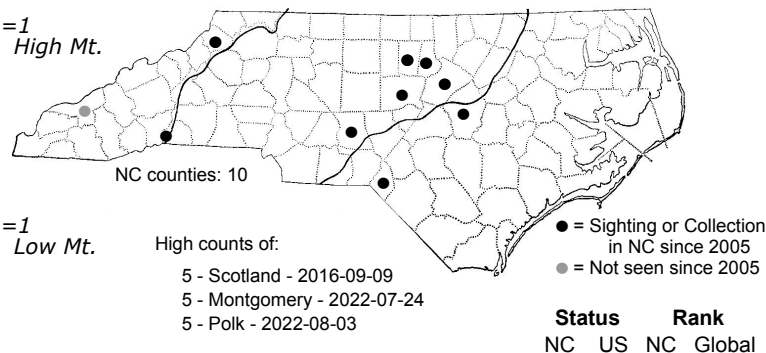 =1
High Mt.
NC counties: 10
=1
Low Mt.
High counts of:
5 - Scotland - 2016-09-09
5 - Montgomery - 2022-07-24
5 - Polk - 2022-08-03
= Sighting or Collection
in NC since 2005
= Not seen since 2005
Status Rank
NC US NC Global